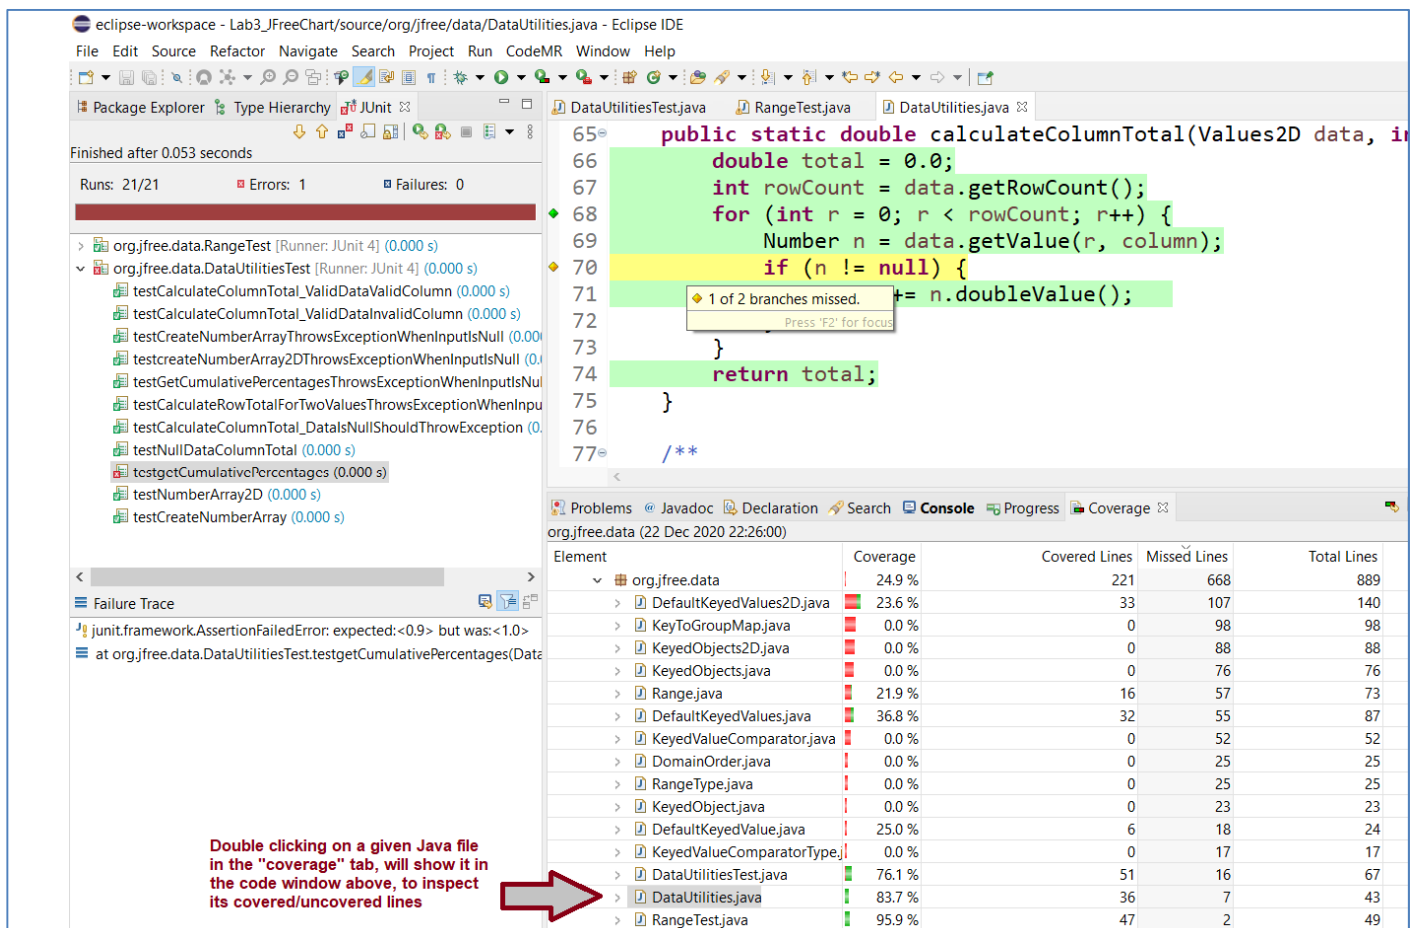 eclipse-workspace - Lab3_JFreeChart/source/org/jfree/data/DataUtilities.java - Eclipse IDE
File Edit Source Refactor Navigate Search Project Run CodeMR Window Help
Package Explorer Type Hierarchy JUnit
Finished after 0.053 seconds
Runs: 21/21 Errors: 1 Failures: 0
org.jfree.data.RangeTest [Runner: JUnit 4] (0.000 s)
org.jfree.data.DataUtilitiesTest [Runner: JUnit 4] (0.000 s)
testCalculateColumnTotal_ValidDataValidColumn (0.000 s)
testCalculateColumnTotal_ValidDataInvalidColumn (0.000 s)
testCreateNumberArrayThrowsExceptionWhenInputIsNull (0.00
testcreateNumberArray2DThrowsExceptionWhenInputIsNull (0.
testGetCumulativePercentagesThrowsExceptionWhenInputIsNul
testCalculateRowTotalForTwoValuesThrowsExceptionWhenInpu
testCalculateColumnTotal_DataIsNullShouldThrowException (0.
testNullDataColumnTotal (0.000 s)
testgetCumulativePercentages (0.000 s)
testNumberArray2D (0.000 s)
testCreateNumberArray (0.000 s)
Failure Trace
junit.framework.AssertionFailedError: expected:<0.9> but was:<1.0>
at org.jfree.data.DataUtilitiesTest.testgetCumulativePercentages(Data
DataUtilitiesTest.java RangeTest.java DataUtilities.java
65 public static double calculateColumnTotal(Values2D data, in
66 double total = 0.0;
67 int rowCount = data.getRowCount();
68 for (int r = 0; r < rowCount; r++) {
69 Number n = data.getValue(r, column);
70 if (n != null) {
71 += n.doubleValue();
1 of 2 branches missed.
Press 'F2' for focus
72 }
73 }
74 return total;
75 }
76
77 /**
Problems Javadoc Declaration Search Console Progress Coverage
org.jfree.data (22 Dec 2020 22:26:00)
Element Coverage Covered Lines Missed Lines Total Lines
org.jfree.data 24.9 % 221 668 889
DefaultKeyedValues2D.java 23.6 % 33 107 140
KeyToGroupMap.java 0.0 % 0 98 98
KeyedObjects2D.java 0.0 % 0 88 88
KeyedObjects.java 0.0 % 0 76 76
Range.java 21.9 % 16 57 73
DefaultKeyedValues.java 36.8 % 32 55 87
KeyedValueComparator.java 0.0 % 0 52 52
DomainOrder.java 0.0 % 0 25 25
RangeType.java 0.0 % 0 25 25
KeyedObject.java 0.0 % 0 23 23
DefaultKeyedValue.java 25.0 % 6 18 24
KeyedValueComparatorType.j 0.0 % 0 17 17
DataUtilitiesTest.java 76.1 % 51 16 67
DataUtilities.java 83.7 % 36 7 43
RangeTest.java 95.9 % 47 2 49
Double clicking on a given Java file
in the "coverage" tab, will show it in
the code window above, to inspect
its covered/uncovered lines